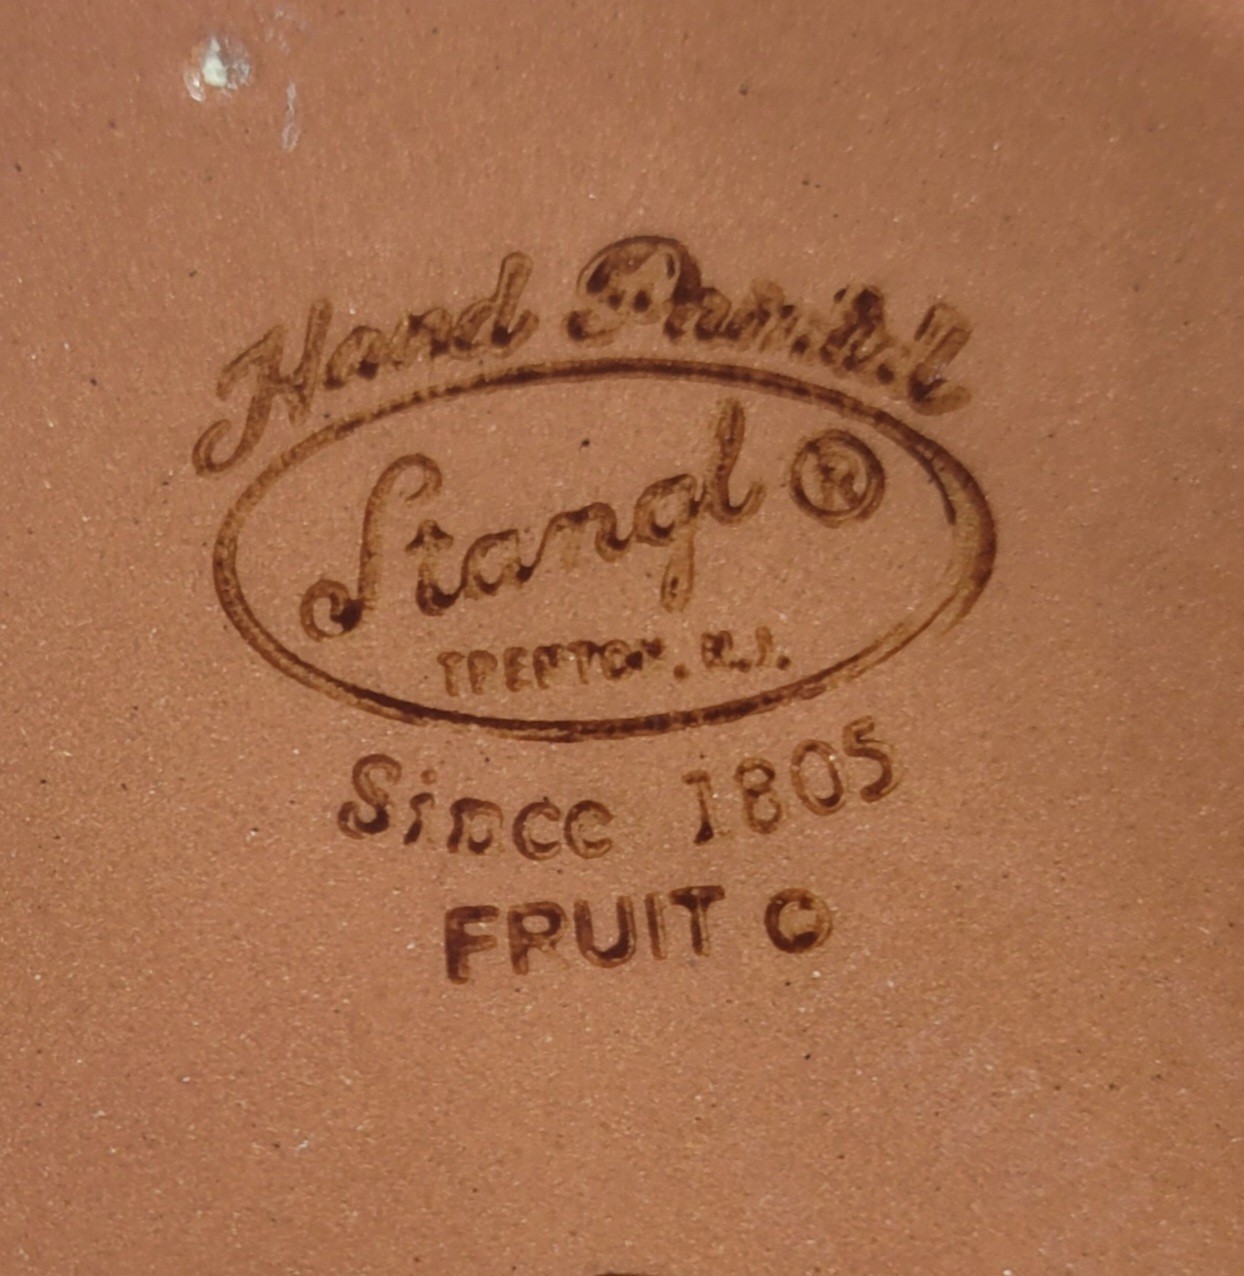 Hand Painted
Stangl ®
TRENTON, N.J.
Since 1805
FRUIT ©